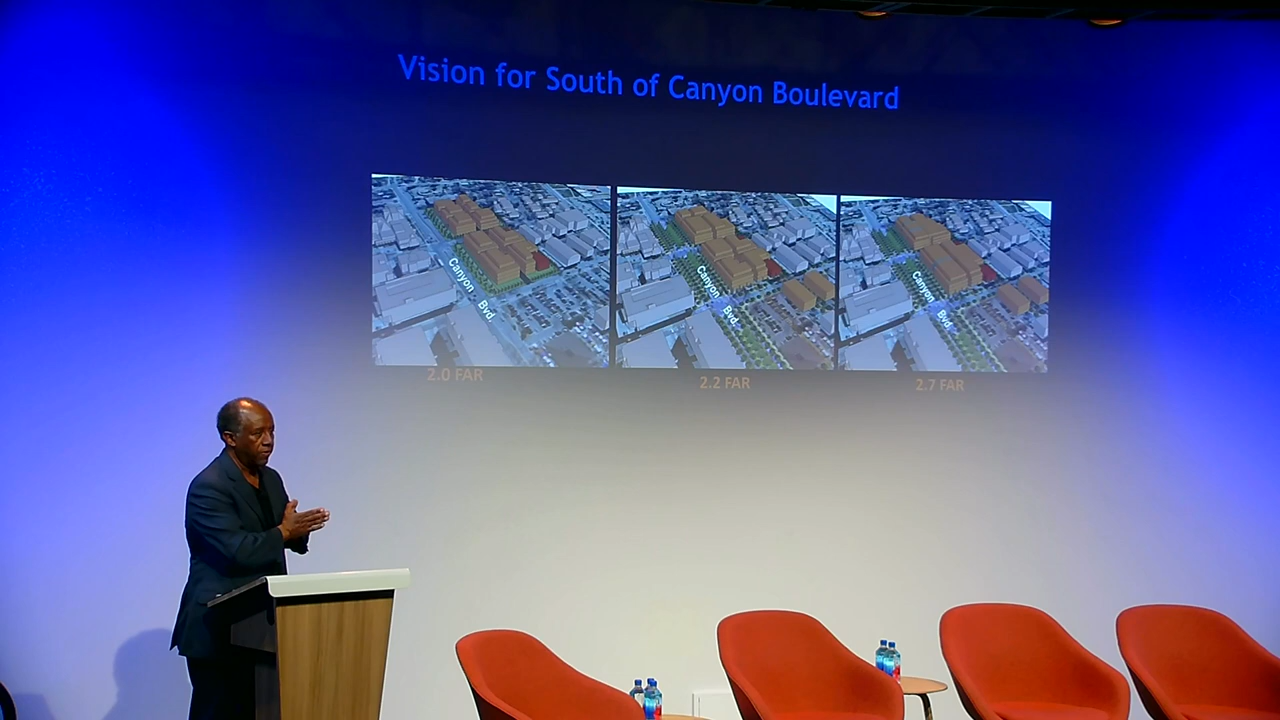 Vision for South of Canyon Boulevard
Canyon Blvd.
Canyon Blvd.
Canyon Blvd.
2.0 FAR
2.2 FAR
2.7 FAR